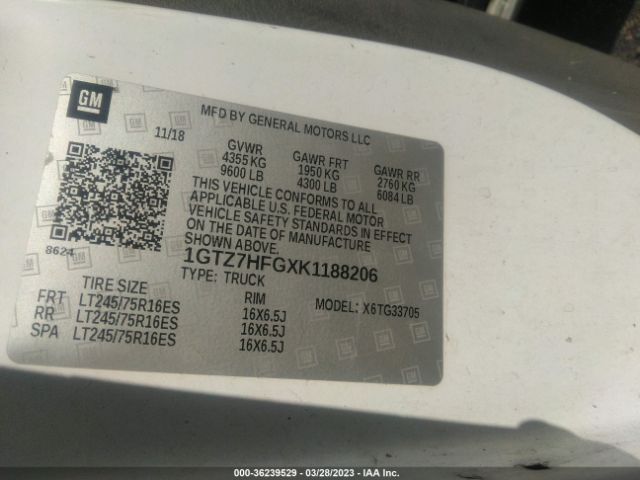 GM
MFD BY GENERAL MOTORS LLC
11/18
GVWR GAWR FRT GAWR RR
4355 KG 1950 KG 2760 KG
9600 LB 4300 LB 6084 LB
THIS VEHICLE CONFORMS TO ALL
APPLICABLE U.S. FEDERAL MOTOR
VEHICLE SAFETY STANDARDS IN EFFECT
ON THE DATE OF MANUFACTURE
SHOWN ABOVE.
8624
1GTZ7HFGXK1188206
TYPE: TRUCK
MODEL: X6TG33705
TIRE SIZE RIM
FRT LT245/75R16ES 16X6.5J
RR LT245/75R16ES 16X6.5J
SPA LT245/75R16ES 16X6.5J
000-36239529 - 03/28/2023 - IAA Inc.